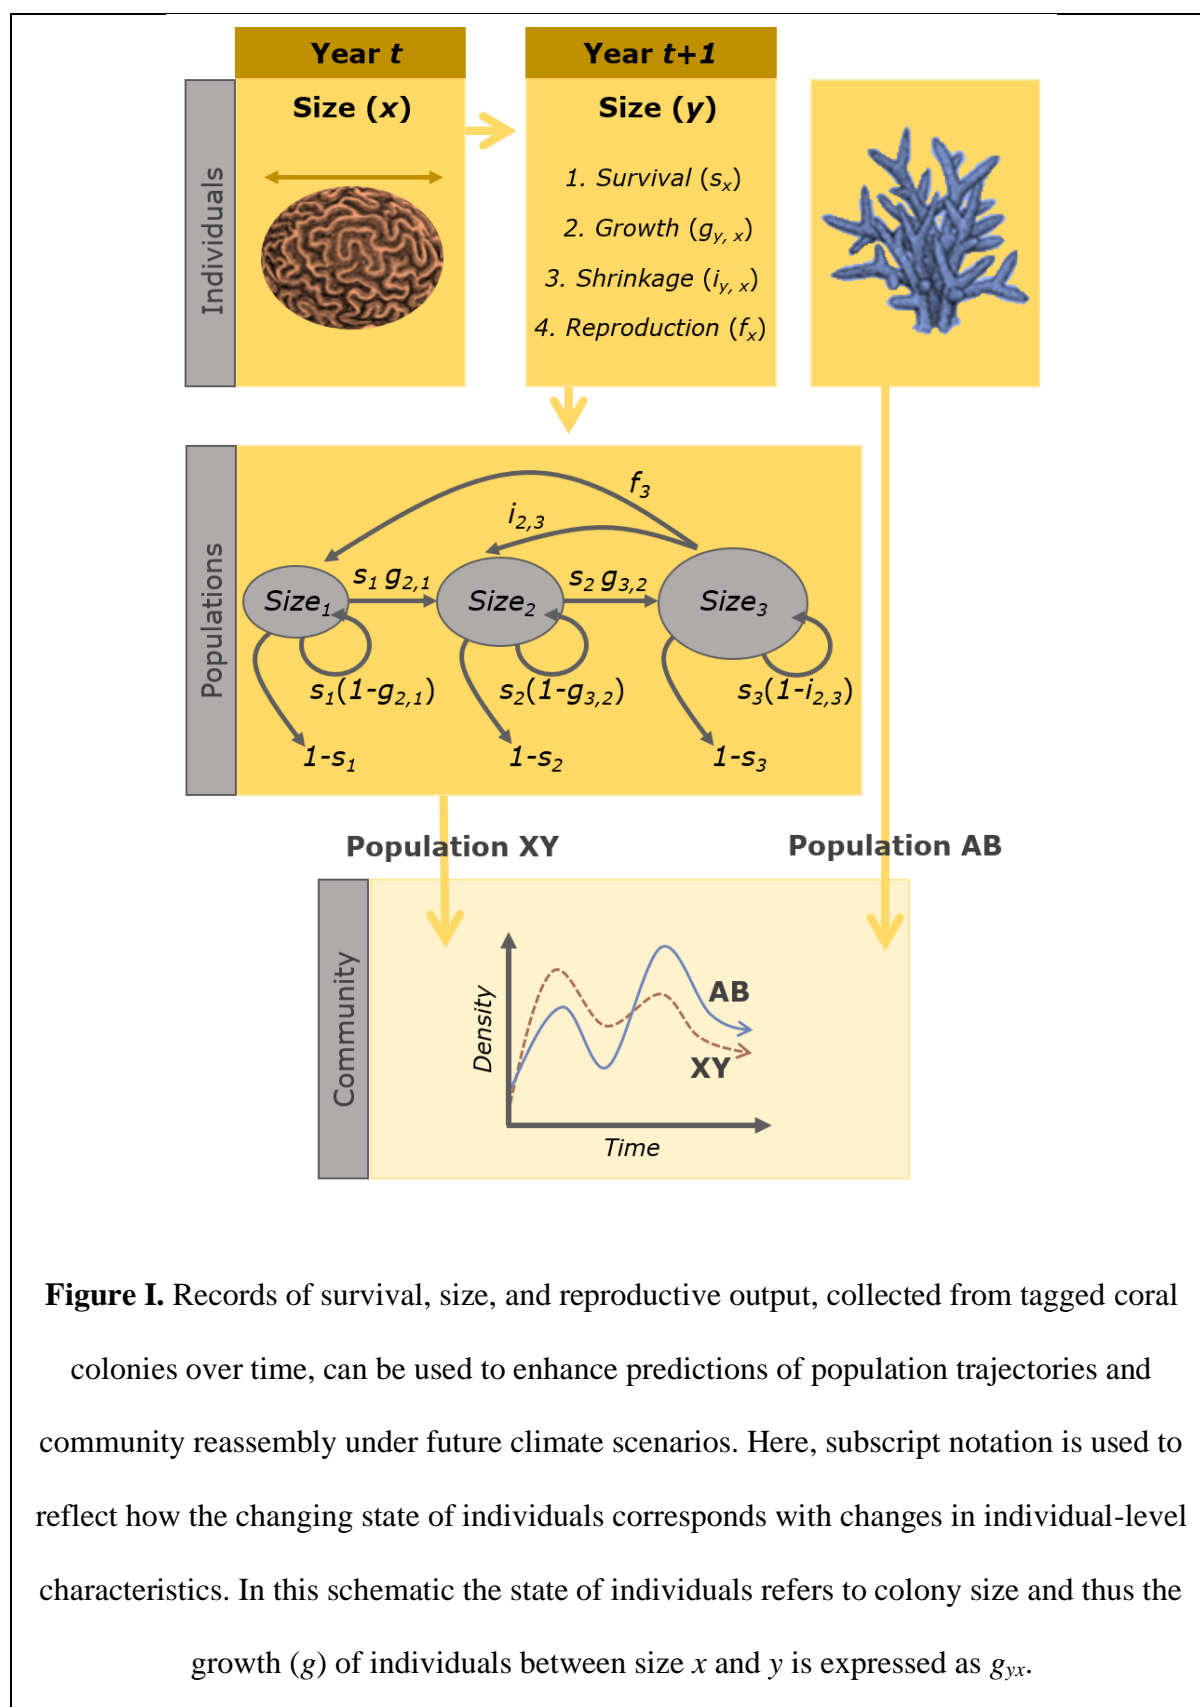 Year t
Year t+1
Individuals
Size (x)
Size (y)
1. Survival (sx)
2. Growth (gy, x)
3. Shrinkage (iy, x)
4. Reproduction (fx)
Populations
f3
i2,3
s1 g2,1
s2 g3,2
Size1
Size2
Size3
s1(1-g2,1)
s2(1-g3,2)
s3(1-i2,3)
1-s1
1-s2
1-s3
Population XY
Population AB
Community
Density
AB
XY
Time
Figure I. Records of survival, size, and reproductive output, collected from tagged coral
colonies over time, can be used to enhance predictions of population trajectories and
community reassembly under future climate scenarios. Here, subscript notation is used to
reflect how the changing state of individuals corresponds with changes in individual-level
characteristics. In this schematic the state of individuals refers to colony size and thus the
growth (g) of individuals between size x and y is expressed as gyx.